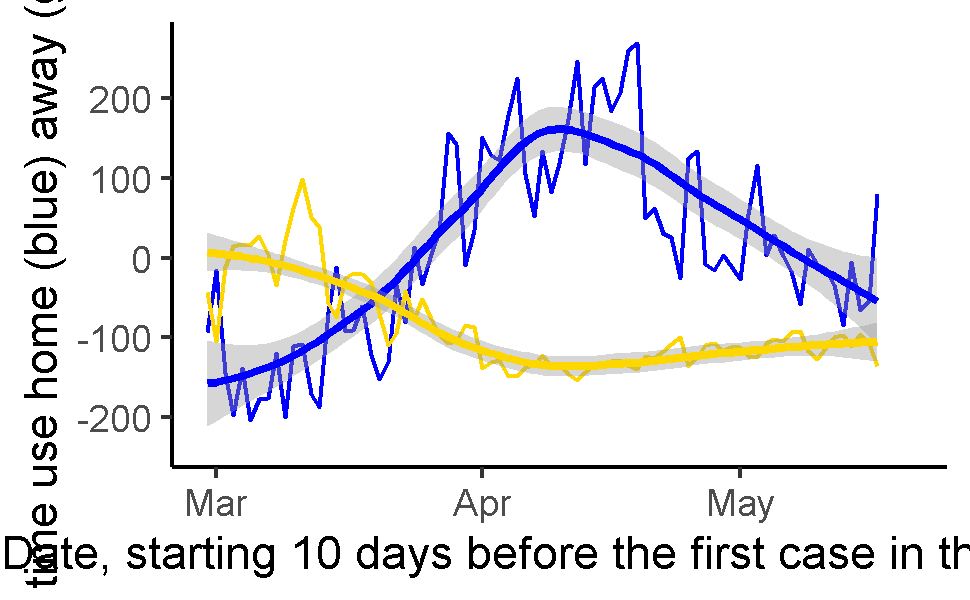 time use home (blue) away (
200
100
0
-100
-200
Mar Apr May
Date, starting 10 days before the first case in th